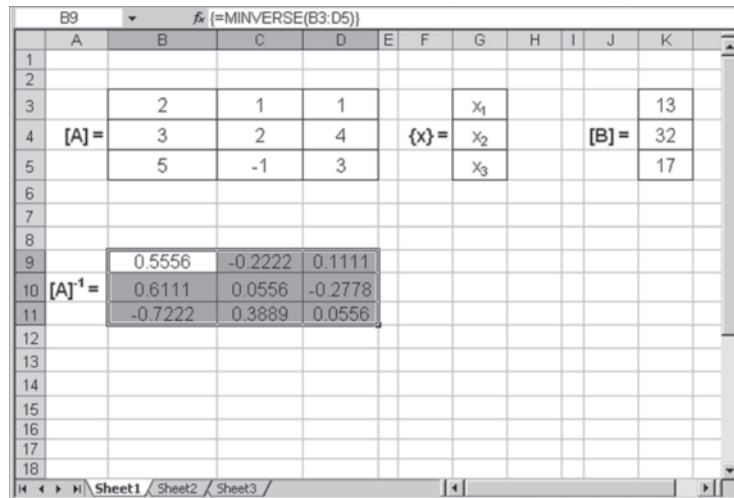 B9 fx {=MINVERSE(B3:D5)}
A B C D E F G H I J K
1
2
3 2 1 1 x₁ 13
4 [A] = 3 2 4 {x} = x₂ [B] = 32
5 5 -1 3 x₃ 17
6
7
8
9 0.5556 -0.2222 0.1111
10 [A]⁻¹ = 0.6111 0.0556 -0.2778
11 -0.7222 0.3889 0.0556
12
13
14
15
16
17
18
Sheet1 Sheet2 Sheet3